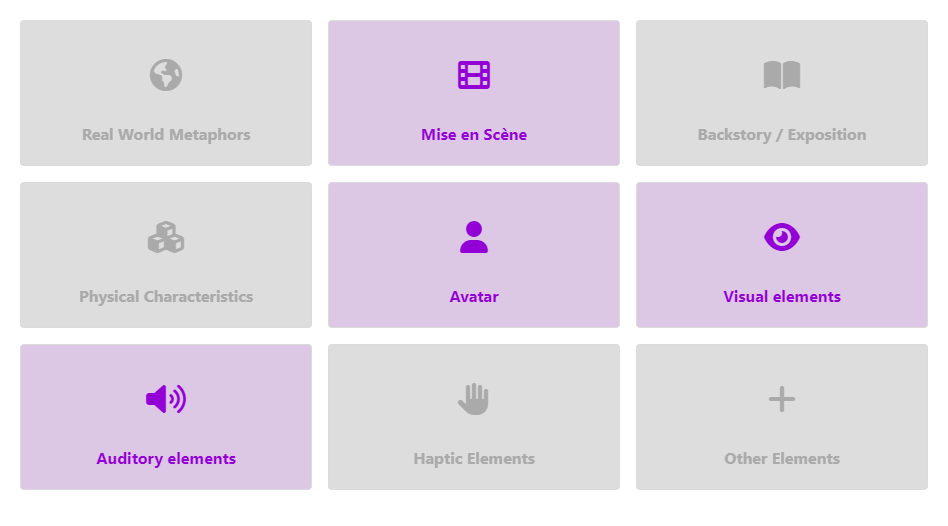 Real World Metaphors
Mise en Scène
Backstory / Exposition
Physical Characteristics
Avatar
Visual elements
Auditory elements
Haptic Elements
Other Elements